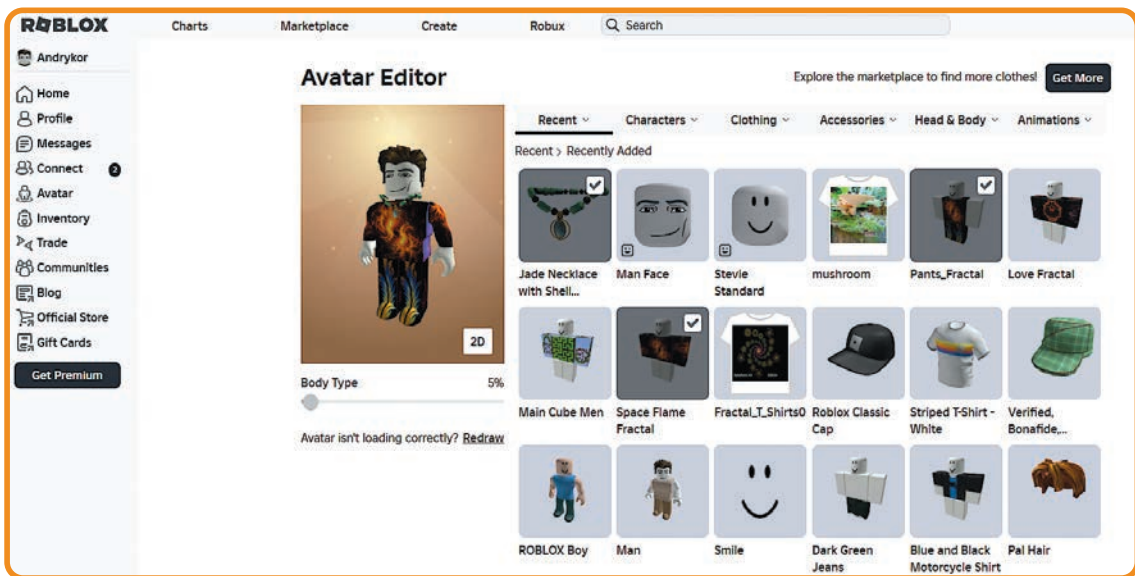 ROBLOX
Charts
Marketplace
Create
Robux
Search
Andrykor
Home
Profile
Messages
Connect
2
Avatar
Inventory
Trade
Communities
Blog
Official Store
Gift Cards
Get Premium
Avatar Editor
Explore the marketplace to find more clothes!
Get More
2D
Body Type
5%
Avatar isn't loading correctly? Redraw
Recent
Characters
Clothing
Accessories
Head & Body
Animations
Recent > Recently Added
Jade Necklace
with Shell...
Man Face
Stevie
Standard
mushroom
Pants_Fractal
Love Fractal
Main Cube Men
Space Flame
Fractal
Fractal_T_Shirts0
Roblox Classic
Cap
Striped T-Shirt -
White
Verified,
Bonafide,...
ROBLOX Boy
Man
Smile
Dark Green
Jeans
Blue and Black
Motorcycle Shirt
Pal Hair